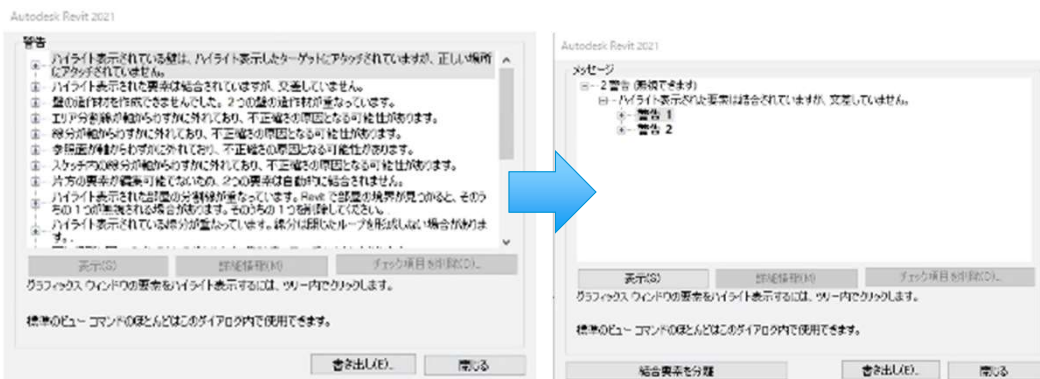 Autodesk Revit 2021
警告
ハイライト表示されている壁は、ハイライト表示したターゲットにアタッチされていますが、正しい場所
にアタッチされていません。
ハイライト表示された要素は結合されていますが、交差していません。
壁の造作材を作成できませんでした。2つの壁の造作材が重なっています。
エリア分割線が軸からわずかに外れており、不正確さの原因となる可能性があります。
線分が軸からわずかに外れており、不正確さの原因となる可能性があります。
参照面が軸からわずかに外れており、不正確さの原因となる可能性があります。
スケッチ内の線分が軸からわずかに外れており、不正確さの原因となる可能性があります。
片方の要素が編集可能でないため、2つの要素は自動的に結合されません。
ハイライト表示された部屋の分割線が重なっています。Revit で部屋の境界が見つかると、そのう
ちの 1 つが無視される場合があります。そのうちの 1 つを削除してください。
ハイライト表示されている線分が重なっています。線分は閉じたループを形成しない場合がありま
す。.
表示(S)
詳細情報(M)
チェック項目を削除(D)...
グラフィックス ウィンドウの要素をハイライト表示するには、ツリー内でクリックします。
標準のビュー コマンドのほとんどはこのダイアログ内で使用できます。
書き出し(E)...
閉じる
Autodesk Revit 2021
メッセージ
2 警告 (無視できます)
ハイライト表示された要素は結合されていますが、交差していません。
警告 1
警告 2
表示(S)
詳細情報(M)
チェック項目を削除(D)...
グラフィックス ウィンドウの要素をハイライト表示するには、ツリー内でクリックします。
標準のビュー コマンドのほとんどはこのダイアログ内で使用できます。
結合要素を分離
書き出し(E)...
閉じる